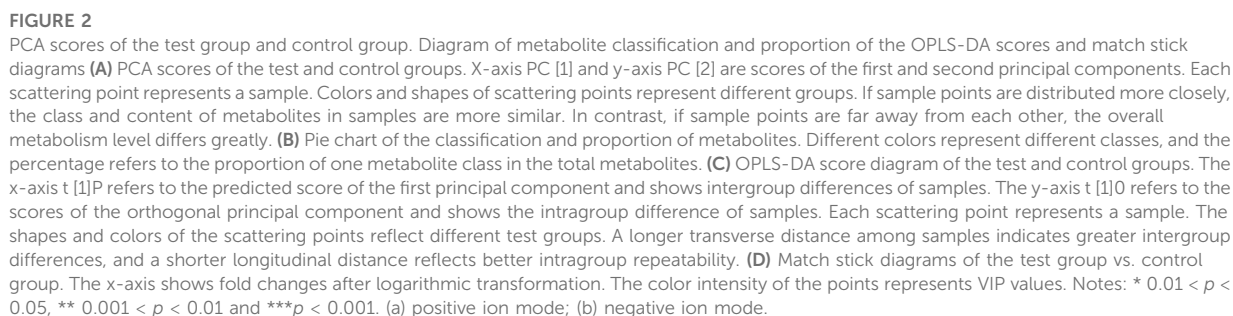 FIGURE 2
PCA scores of the test group and control group. Diagram of metabolite classification and proportion of the OPLS-DA scores and match stick
diagrams (A) PCA scores of the test and control groups. X-axis PC [1] and y-axis PC [2] are scores of the first and second principal components. Each
scattering point represents a sample. Colors and shapes of scattering points represent different groups. If sample points are distributed more closely,
the class and content of metabolites in samples are more similar. In contrast, if sample points are far away from each other, the overall
metabolism level differs greatly. (B) Pie chart of the classification and proportion of metabolites. Different colors represent different classes, and the
percentage refers to the proportion of one metabolite class in the total metabolites. (C) OPLS-DA score diagram of the test and control groups. The
x-axis t [1]P refers to the predicted score of the first principal component and shows intergroup differences of samples. The y-axis t [1]0 refers to the
scores of the orthogonal principal component and shows the intragroup difference of samples. Each scattering point represents a sample. The
shapes and colors of the scattering points reflect different test groups. A longer transverse distance among samples indicates greater intergroup
differences, and a shorter longitudinal distance reflects better intragroup repeatability. (D) Match stick diagrams of the test group vs. control
group. The x-axis shows fold changes after logarithmic transformation. The color intensity of the points represents VIP values. Notes: * 0.01 < p <
0.05, ** 0.001 < p < 0.01 and ***p < 0.001. (a) positive ion mode; (b) negative ion mode.